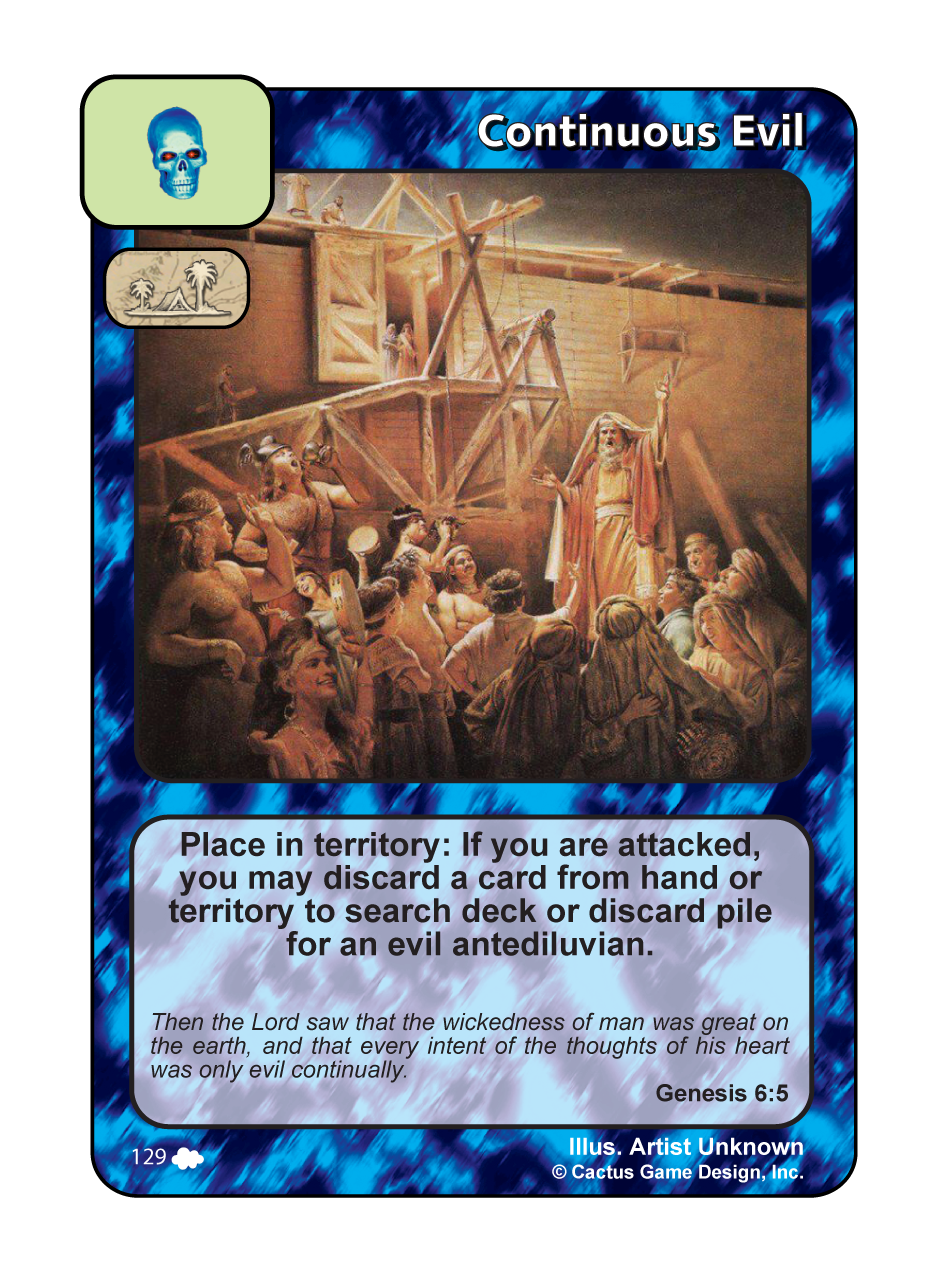 Continuous Evil
Place in territory: If you are attacked,
you may discard a card from hand or
territory to search deck or discard pile
for an evil antediluvian.
Then the Lord saw that the wickedness of man was great on
the earth, and that every intent of the thoughts of his heart
was only evil continually.
Genesis 6:5
129
Illus. Artist Unknown
© Cactus Game Design, Inc.